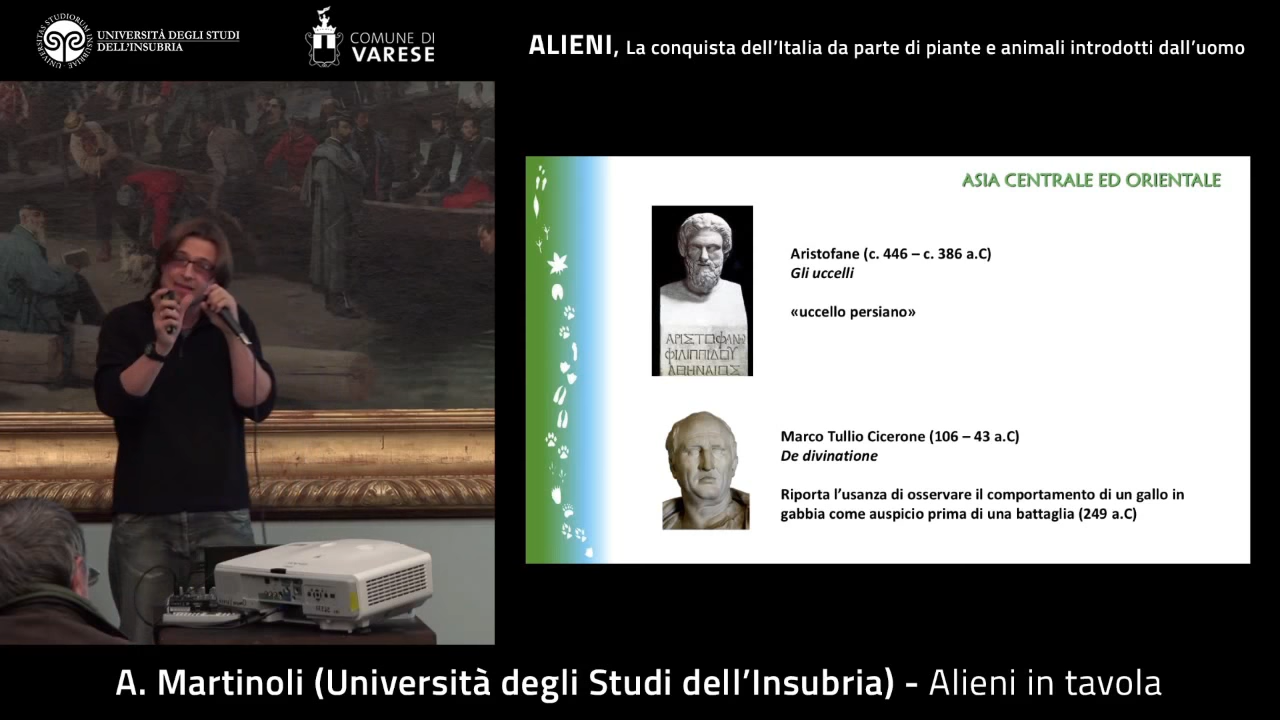 UNIVERSITÀ DEGLI STUDI
DELL'INSUBRIA
COMUNE DI
VARESE
ALIENI, La conquista dell'Italia da parte di piante e animali introdotti dall'uomo
ASIA CENTRALE ED ORIENTALE
Aristofane (c. 446 – c. 386 a.C)
Gli uccelli
«uccello persiano»
ΑΡΙΣΤΟΦΑΝΗ
ΦΙΛΙΠΠΙΔΟΥ
ΑΘΗΝΑΙΟΣ
Marco Tullio Cicerone (106 – 43 a.C)
De divinatione
Riporta l'usanza di osservare il comportamento di un gallo in
gabbia come auspicio prima di una battaglia (249 a.C)
A. Martinoli (Università degli Studi dell'Insubria) - Alieni in tavola